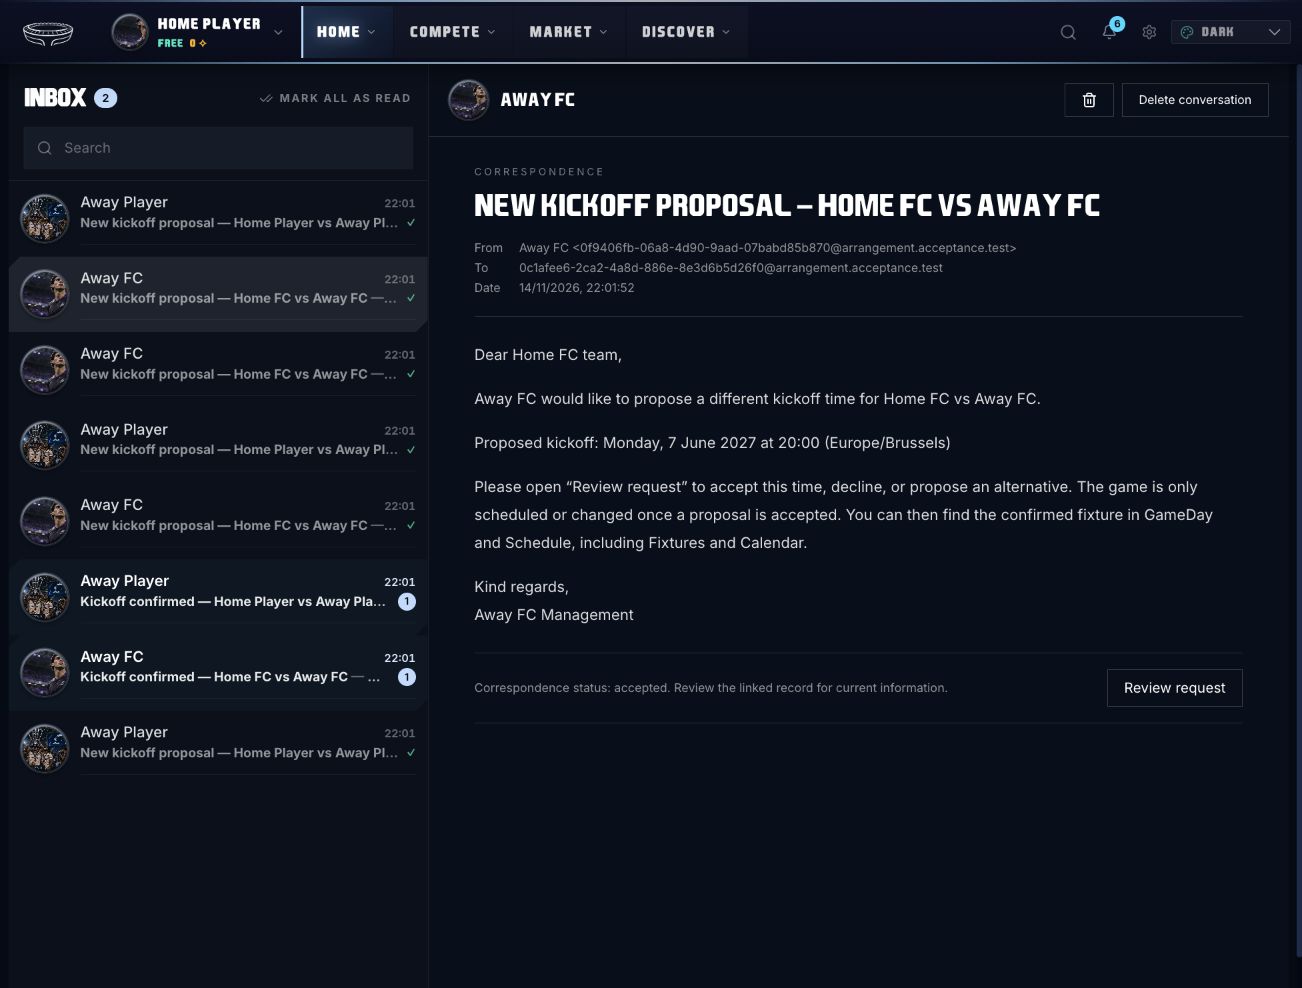 HOME PLAYER
FREE 0
HOME
COMPETE
MARKET
DISCOVER
6
DARK
INBOX 2
MARK ALL AS READ
Search
Away Player 22:01
New kickoff proposal — Home Player vs Away Pl...
Away FC 22:01
New kickoff proposal — Home FC vs Away FC —...
Away FC 22:01
New kickoff proposal — Home FC vs Away FC —...
Away Player 22:01
New kickoff proposal — Home Player vs Away Pl...
Away FC 22:01
New kickoff proposal — Home FC vs Away FC —...
Away Player 22:01
Kickoff confirmed — Home Player vs Away Pla... 1
Away FC 22:01
Kickoff confirmed — Home FC vs Away FC — ... 1
Away Player 22:01
New kickoff proposal — Home Player vs Away Pl...
AWAY FC
Delete conversation
CORRESPONDENCE
NEW KICKOFF PROPOSAL — HOME FC VS AWAY FC
From Away FC <0f9406fb-06a8-4d90-9aad-07babd85b870@arrangement.acceptance.test>
To 0c1afee6-2ca2-4a8d-886e-8e3d6b5d26f0@arrangement.acceptance.test
Date 14/11/2026, 22:01:52
Dear Home FC team,
Away FC would like to propose a different kickoff time for Home FC vs Away FC.
Proposed kickoff: Monday, 7 June 2027 at 20:00 (Europe/Brussels)
Please open “Review request” to accept this time, decline, or propose an alternative. The game is only
scheduled or changed once a proposal is accepted. You can then find the confirmed fixture in GameDay
and Schedule, including Fixtures and Calendar.
Kind regards,
Away FC Management
Correspondence status: accepted. Review the linked record for current information.
Review request